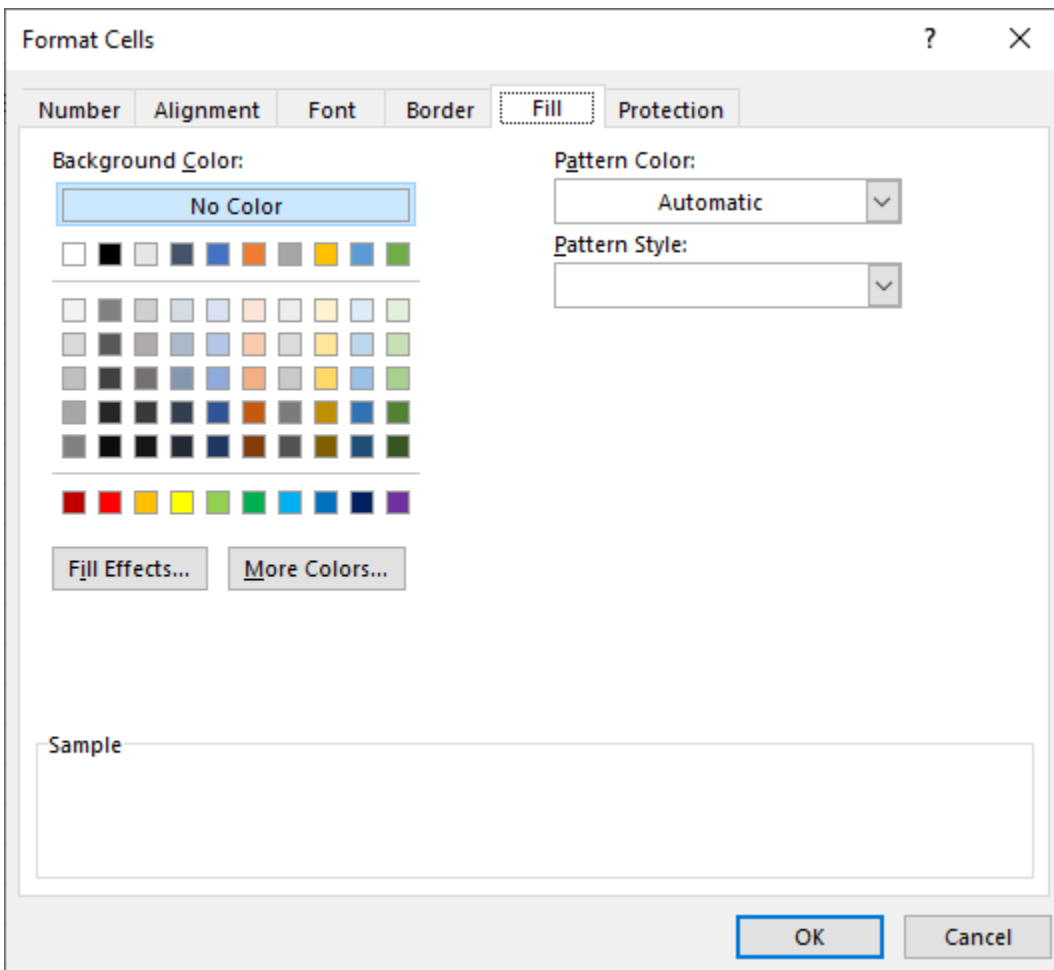 Format Cells ?
Number Alignment Font Border Fill Protection
Background Color:
No Color
Pattern Color:
Automatic
Pattern Style:
Fill Effects... More Colors...
Sample
OK Cancel